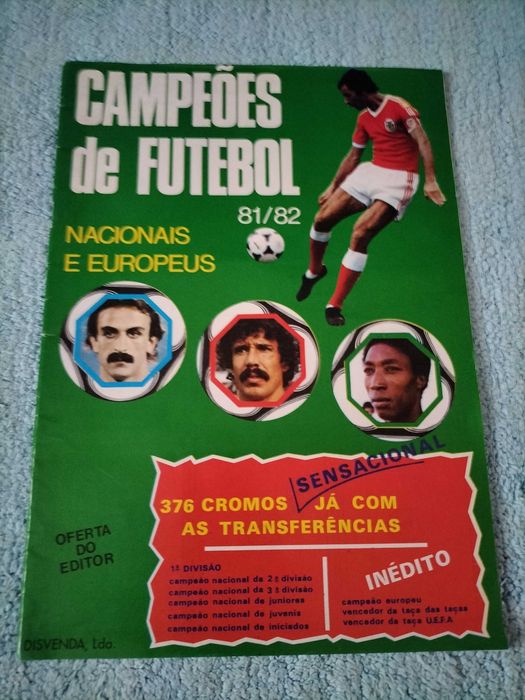 CAMPEÕES
de FUTEBOL
81/82
NACIONAIS
E EUROPEUS
SENSACIONAL
376 CROMOS JÁ COM
AS TRANSFERÊNCIAS
OFERTA
DO
EDITOR
1ª DIVISÃO
campeão nacional da 2ª divisão
campeão nacional da 3ª divisão
campeão nacional de juniores
campeão nacional de juvenis
campeão nacional de iniciados
INÉDITO
campeão europeu
vencedor da taça das taças
vencedor da taça U.E.F.A
DISVENDA, Lda.